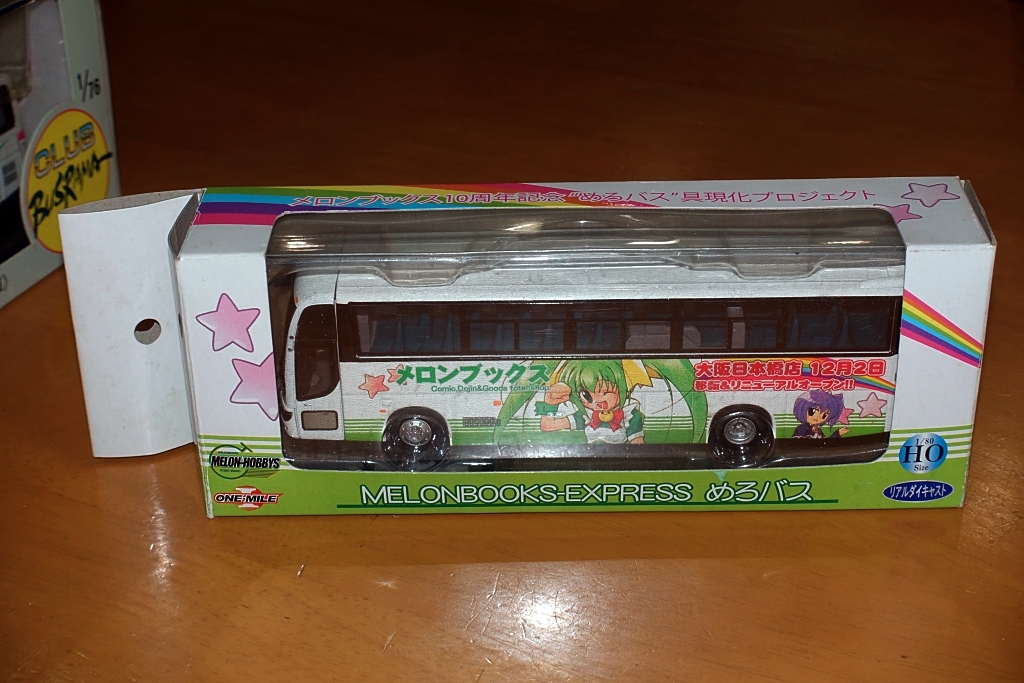 1/76
CLUB
BUSRAMA
メロンブックス10周年記念"めろバス"具現化プロジェクト
メロンブックス
Comic,Dojin&Goods total shop
大阪日本橋店 12月2日
移転&リニューアルオープン!!
MELON-HOBBYS
ONE-MILE
MELONBOOKS-EXPRESS めろバス
1/80
HO
Size
リアルダイキャスト